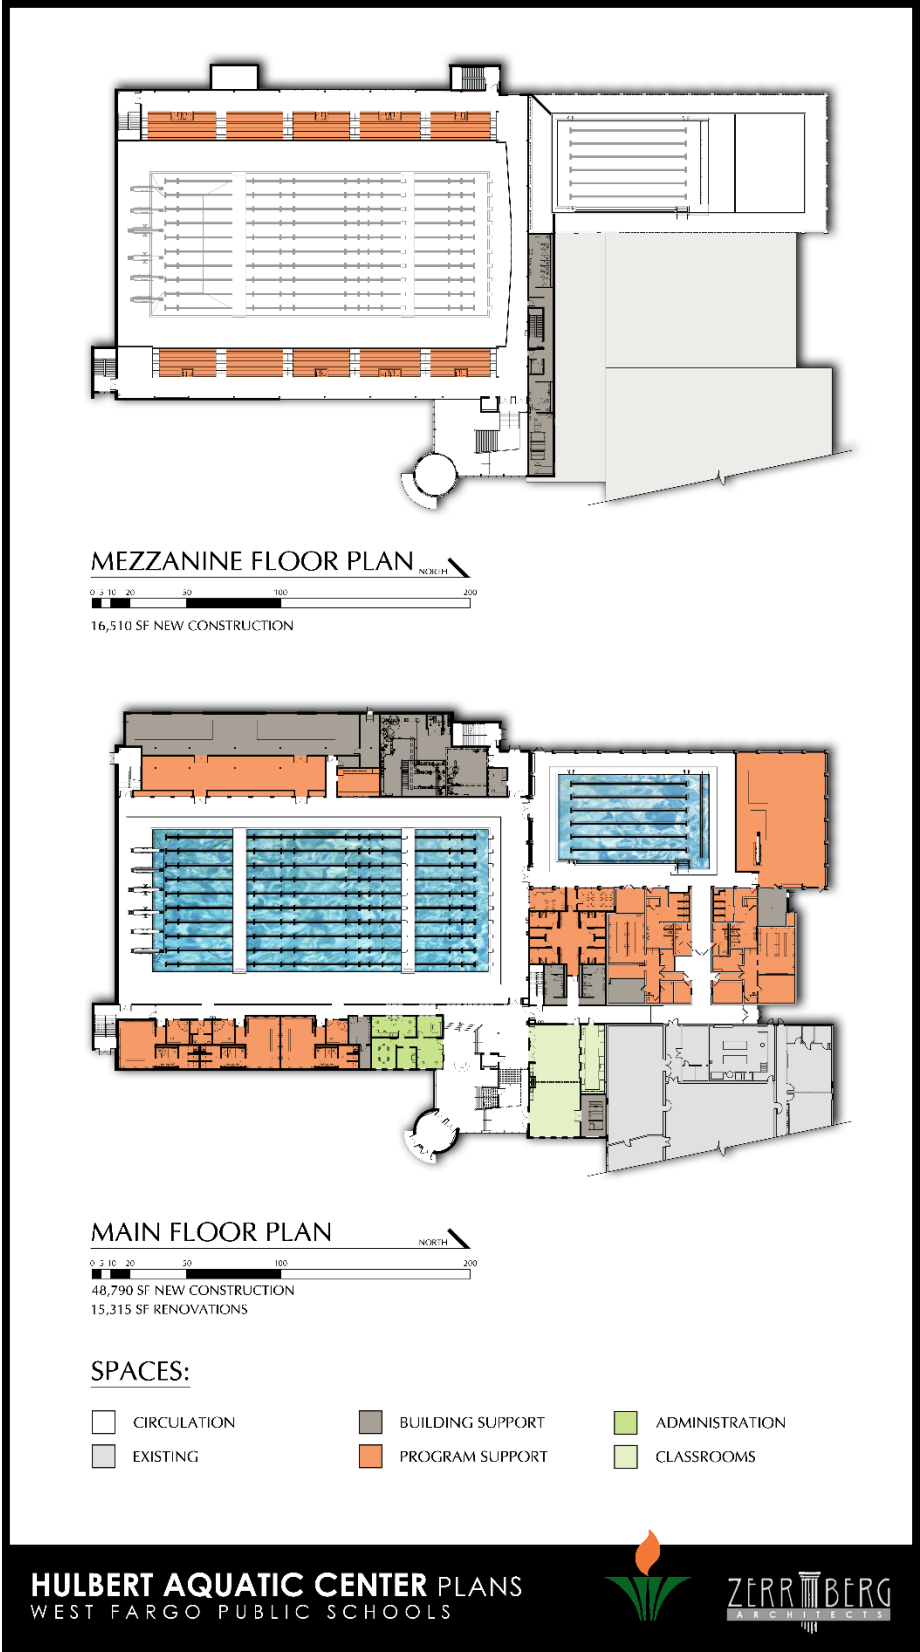 MEZZANINE FLOOR PLAN
NORTH
0 5 10 20 50 100 200
16,510 SF NEW CONSTRUCTION
MAIN FLOOR PLAN
NORTH
0 5 10 20 50 100 200
48,790 SF NEW CONSTRUCTION
15,315 SF RENOVATIONS
SPACES:
CIRCULATION
BUILDING SUPPORT
ADMINISTRATION
EXISTING
PROGRAM SUPPORT
CLASSROOMS
HULBERT AQUATIC CENTER PLANS
WEST FARGO PUBLIC SCHOOLS
ZERR BERG
ARCHITECTS